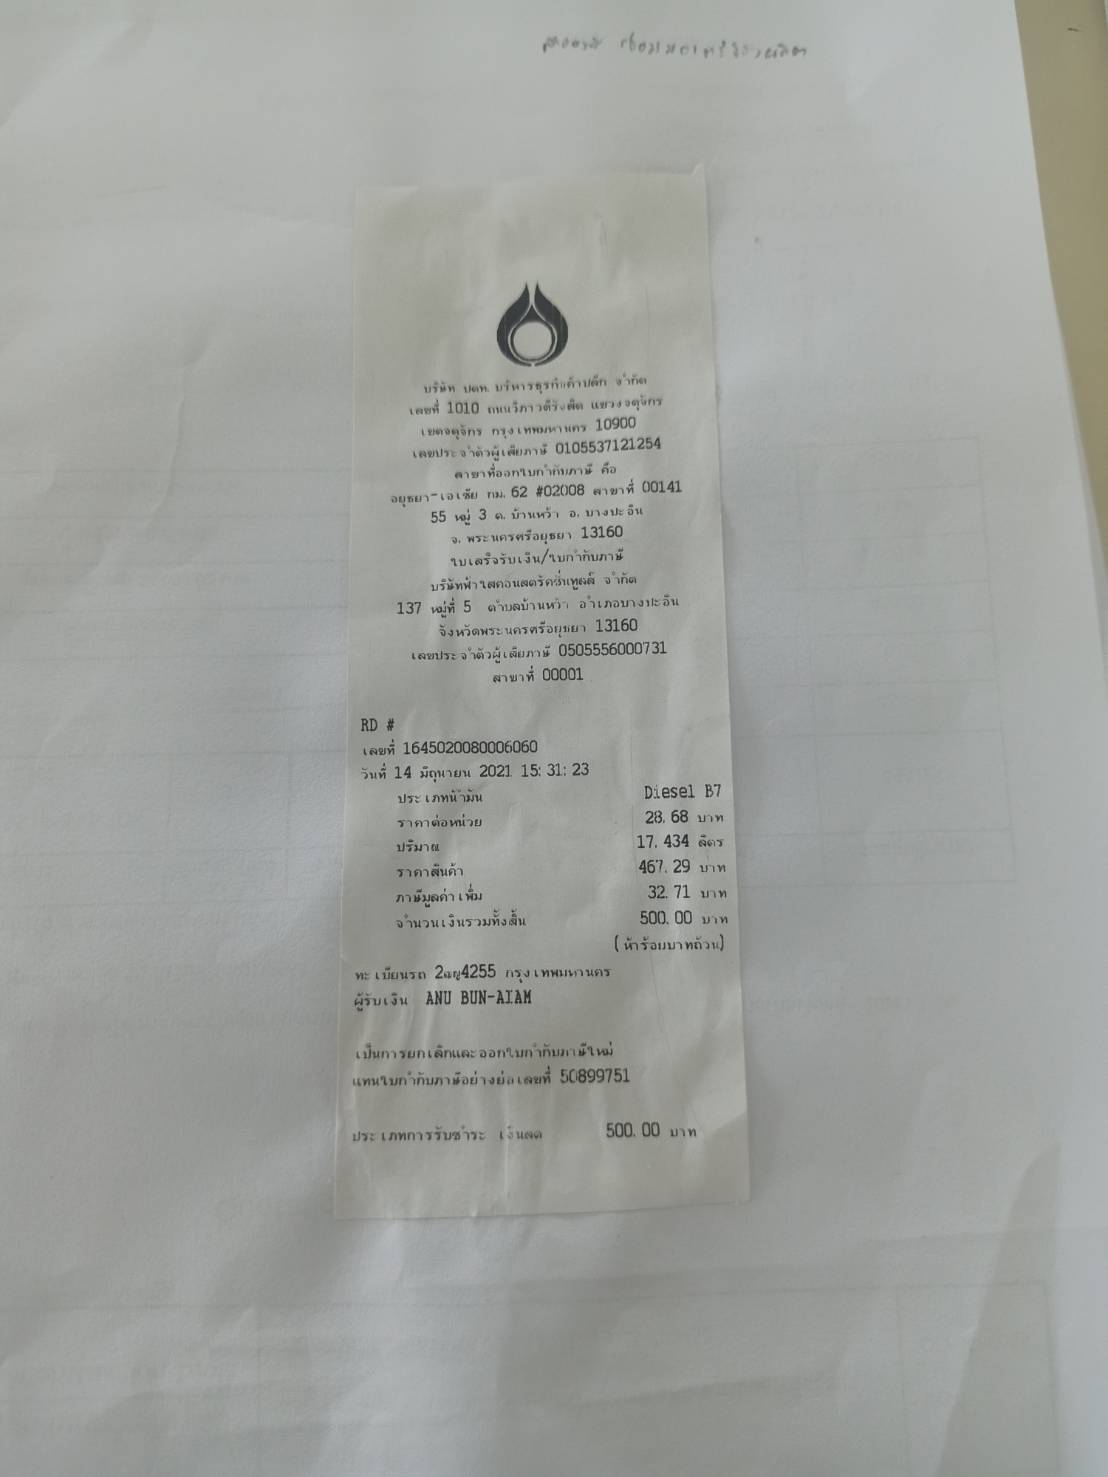 บริษัท ปตท. บริหารธุรกิจค้าปลีก จำกัด
เลขที่ 1010 ถนนวิภาวดีรังสิต แขวงจตุจักร
เขตจตุจักร กรุงเทพมหานคร 10900
เลขประจำตัวผู้เสียภาษี 0105537121254
สาขาที่ออกใบกำกับภาษี คือ
อยุธยา-เอเซีย กม. 62 #02008 สาขาที่ 00141
55 หมู่ 3 ต. บ้านหว้า อ. บางปะอิน
จ. พระนครศรีอยุธยา 13160
ใบเสร็จรับเงิน/ใบกำกับภาษี
บริษัทฟ้าใสคอนสตรัคชั่นทูลส์ จำกัด
137 หมู่ที่ 5 ตำบลบ้านหว้า อำเภอบางปะอิน
จังหวัดพระนครศรีอยุธยา 13160
เลขประจำตัวผู้เสียภาษี 0505556000731
สาขาที่ 00001
RD #
เลขที่ 1645020080006060
วันที่ 14 มิถุนายน 2021 15:31:23
ประเภทน้ำมัน Diesel B7
ราคาต่อหน่วย 28.68 บาท
ปริมาณ 17.434 ลิตร
ราคาสินค้า 467.29 บาท
ภาษีมูลค่าเพิ่ม 32.71 บาท
จำนวนเงินรวมทั้งสิ้น 500.00 บาท
(ห้าร้อยบาทถ้วน)
ทะเบียนรถ 2ฒญ4255 กรุงเทพมหานคร
ผู้รับเงิน ANU BUN-AIAM
เป็นการยกเลิกและออกใบกำกับภาษีใหม่
แทนใบกำกับภาษีอย่างย่อเลขที่ 50899751
ประเภทการรับชำระ เงินสด 500.00 บาท